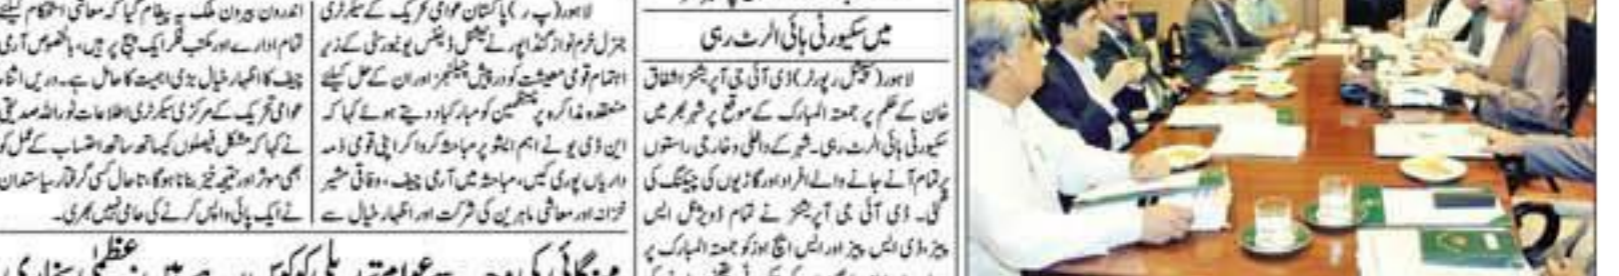 لاہور(پ ر)پاکستان عوامی تحریک کے سیکرٹری
جنرل خرم نواز گنڈاپور نے نیشنل ڈیفنس یونیورسٹی کے زیر
اہتمام قومی معیشت کو درپیش چیلنجز اور ان کے حل کیلئے
منعقدہ مذاکرہ پر منتظمین کو مبارکباد دیتے ہوئے کہا کہ
این ڈی یو نے اہم ایشو پر مباحثہ کروا کر اپنی قومی ذمہ
داریاں پوری کیں، مباحثہ میں آرمی چیف، وفاقی مشیر
خزانہ اور معاشی ماہرین کی شرکت اور اظہار خیال سے
اندرون بیرون ملک یہ پیغام گیا کہ معاشی استحکام کیلئے
تمام ادارے اور مکتب فکر ایک پیج پر ہیں، بالخصوص آرمی
چیف کا اظہار خیال بڑی اہمیت کا حامل ہے۔ دریں اثناء
عوامی تحریک کے مرکزی سیکرٹری اطلاعات نور اللہ صدیقی
نے کہا کہ مشکل فیصلوں کیساتھ ساتھ احتساب کے عمل کو
بھی موثر اور نتیجہ خیز بنانا ہوگا، تاحال کسی گرفتار سیاستدان
نے ایک پائی واپس کرنے کی حامی نہیں بھری۔
میں سکیورٹی ہائی الرٹ رہی
لاہور(سپیشل رپورٹر)ڈی آئی جی آپریشنز اشفاق
خان کے حکم پر جمعتہ المبارک کے موقع پر شہر بھر میں
سکیورٹی ہائی الرٹ رہی۔ شہر کے داخلی و خارجی راستوں
پر تمام آنے جانے والے افراد اور گاڑیوں کی چیکنگ کی
گئی۔ ڈی آئی جی آپریشنز نے تمام ڈویژنل ایس
پیز، ڈی ایس پیز اور ایس ایچ اوز کو جمعتہ المبارک پر